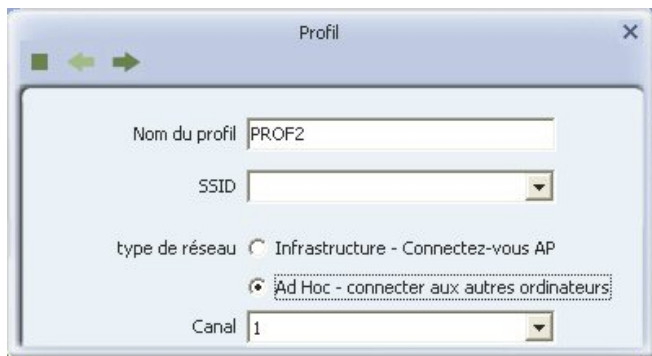 Profil
Nom du profil PROF2
SSID
type de réseau Infrastructure - Connectez-vous AP
Ad Hoc - connecter aux autres ordinateurs
Canal 1